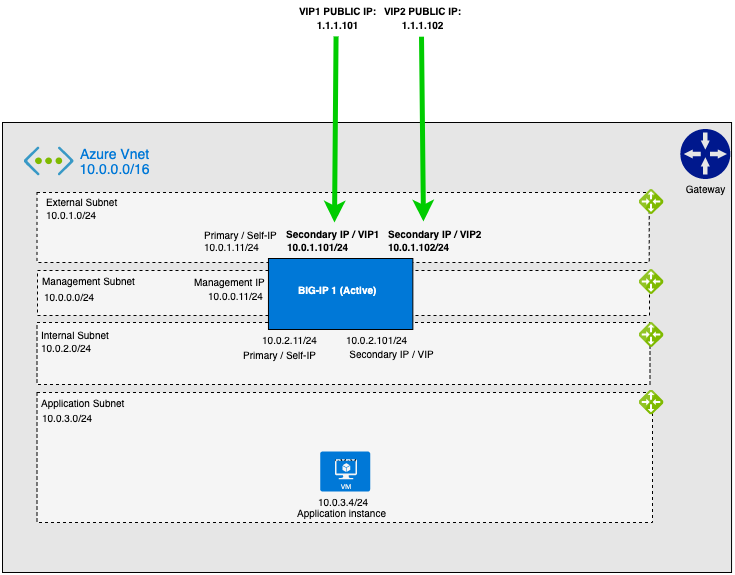 VIP1 PUBLIC IP:
1.1.1.101
VIP2 PUBLIC IP:
1.1.1.102
Azure Vnet
10.0.0.0/16
Gateway
External Subnet
10.0.1.0/24
Primary / Self-IP
10.0.1.11/24
Secondary IP / VIP1
10.0.1.101/24
Secondary IP / VIP2
10.0.1.102/24
Management Subnet
10.0.0.0/24
Management IP
10.0.0.11/24
BIG-IP 1 (Active)
Internal Subnet
10.0.2.0/24
10.0.2.11/24
Primary / Self-IP
10.0.2.101/24
Secondary IP / VIP
Application Subnet
10.0.3.0/24
VM
10.0.3.4/24
Application instance